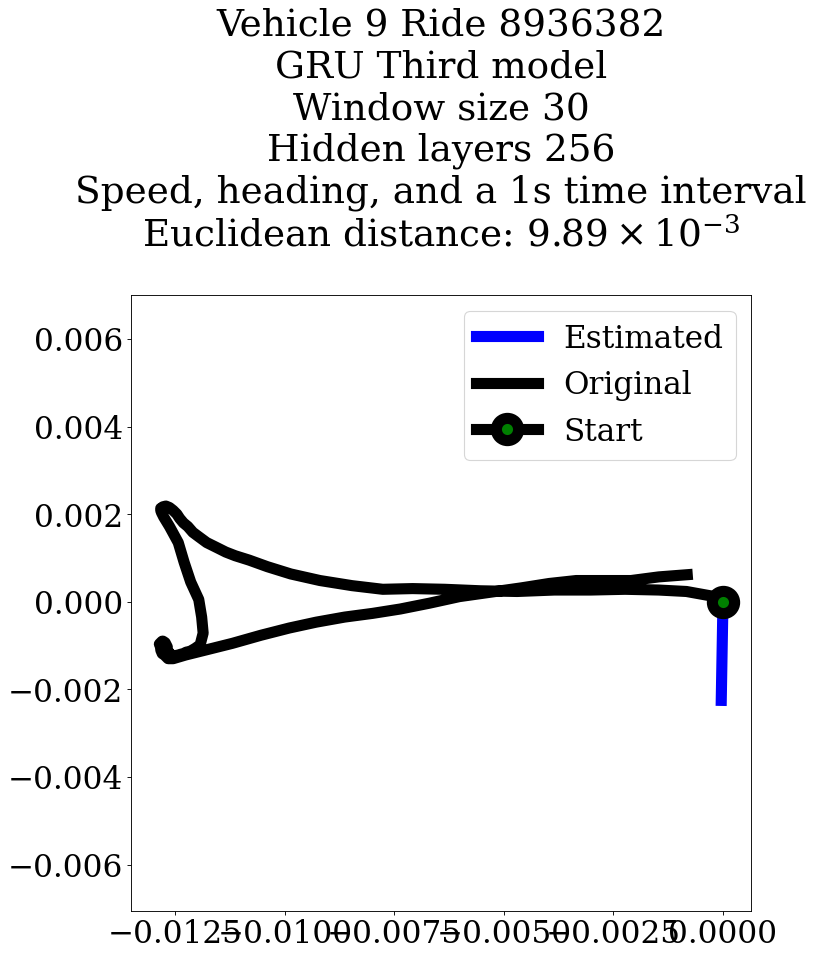 Vehicle 9 Ride 8936382
GRU Third model
Window size 30
Hidden layers 256
Speed, heading, and a 1s time interval
Euclidean distance: 9.89 × 10⁻³
Estimated
Original
Start
0.006
0.004
0.002
0.000
−0.002
−0.004
−0.006
−0.0125 −0.0100 −0.0075 −0.0050 −0.0025 0.0000